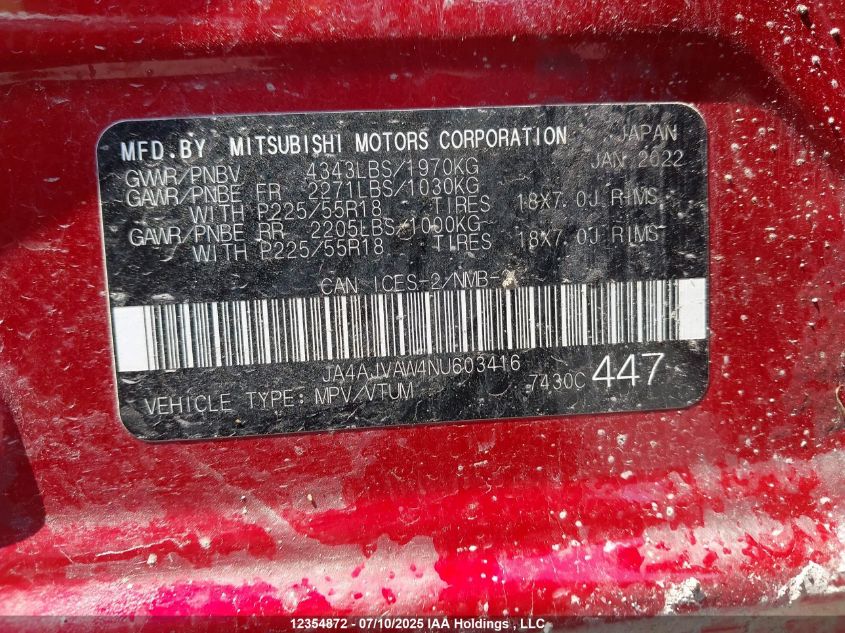 MFD.BY MITSUBISHI MOTORS CORPORATION JAPAN
GVWR/PNBV 4343LBS/1970KG JAN 2022
GAWR/PNBE FR 2271LBS/1030KG
WITH P225/55R18 TIRES 18X7.0J RIMS
GAWR/PNBE RR 2205LBS/1000KG
WITH P225/55R18 TIRES 18X7.0J RIMS
CAN ICES-2/NMB-2
JA4AJVAW4NU603416
VEHICLE TYPE: MPV/VTUM 7430C 447
12354872 - 07/10/2025 IAA Holdings , LLC